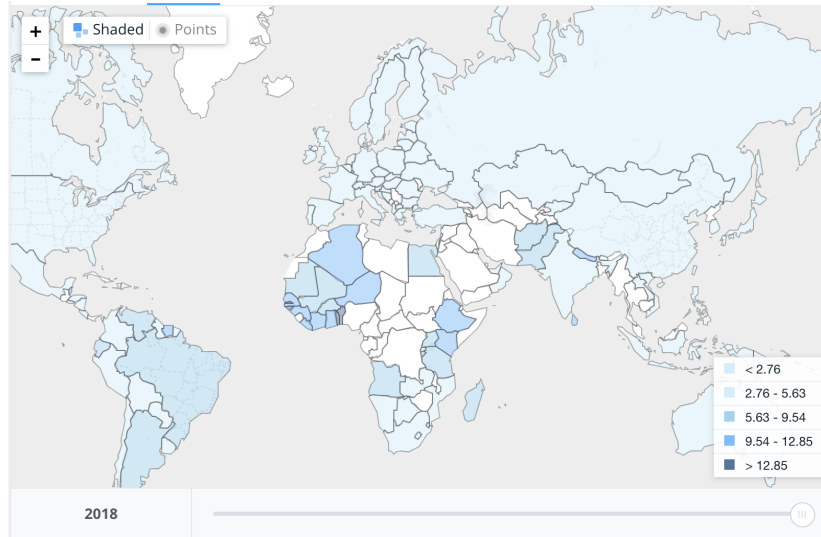 +
Shaded Points
−
< 2.76
2.76 - 5.63
5.63 - 9.54
9.54 - 12.85
> 12.85
2018